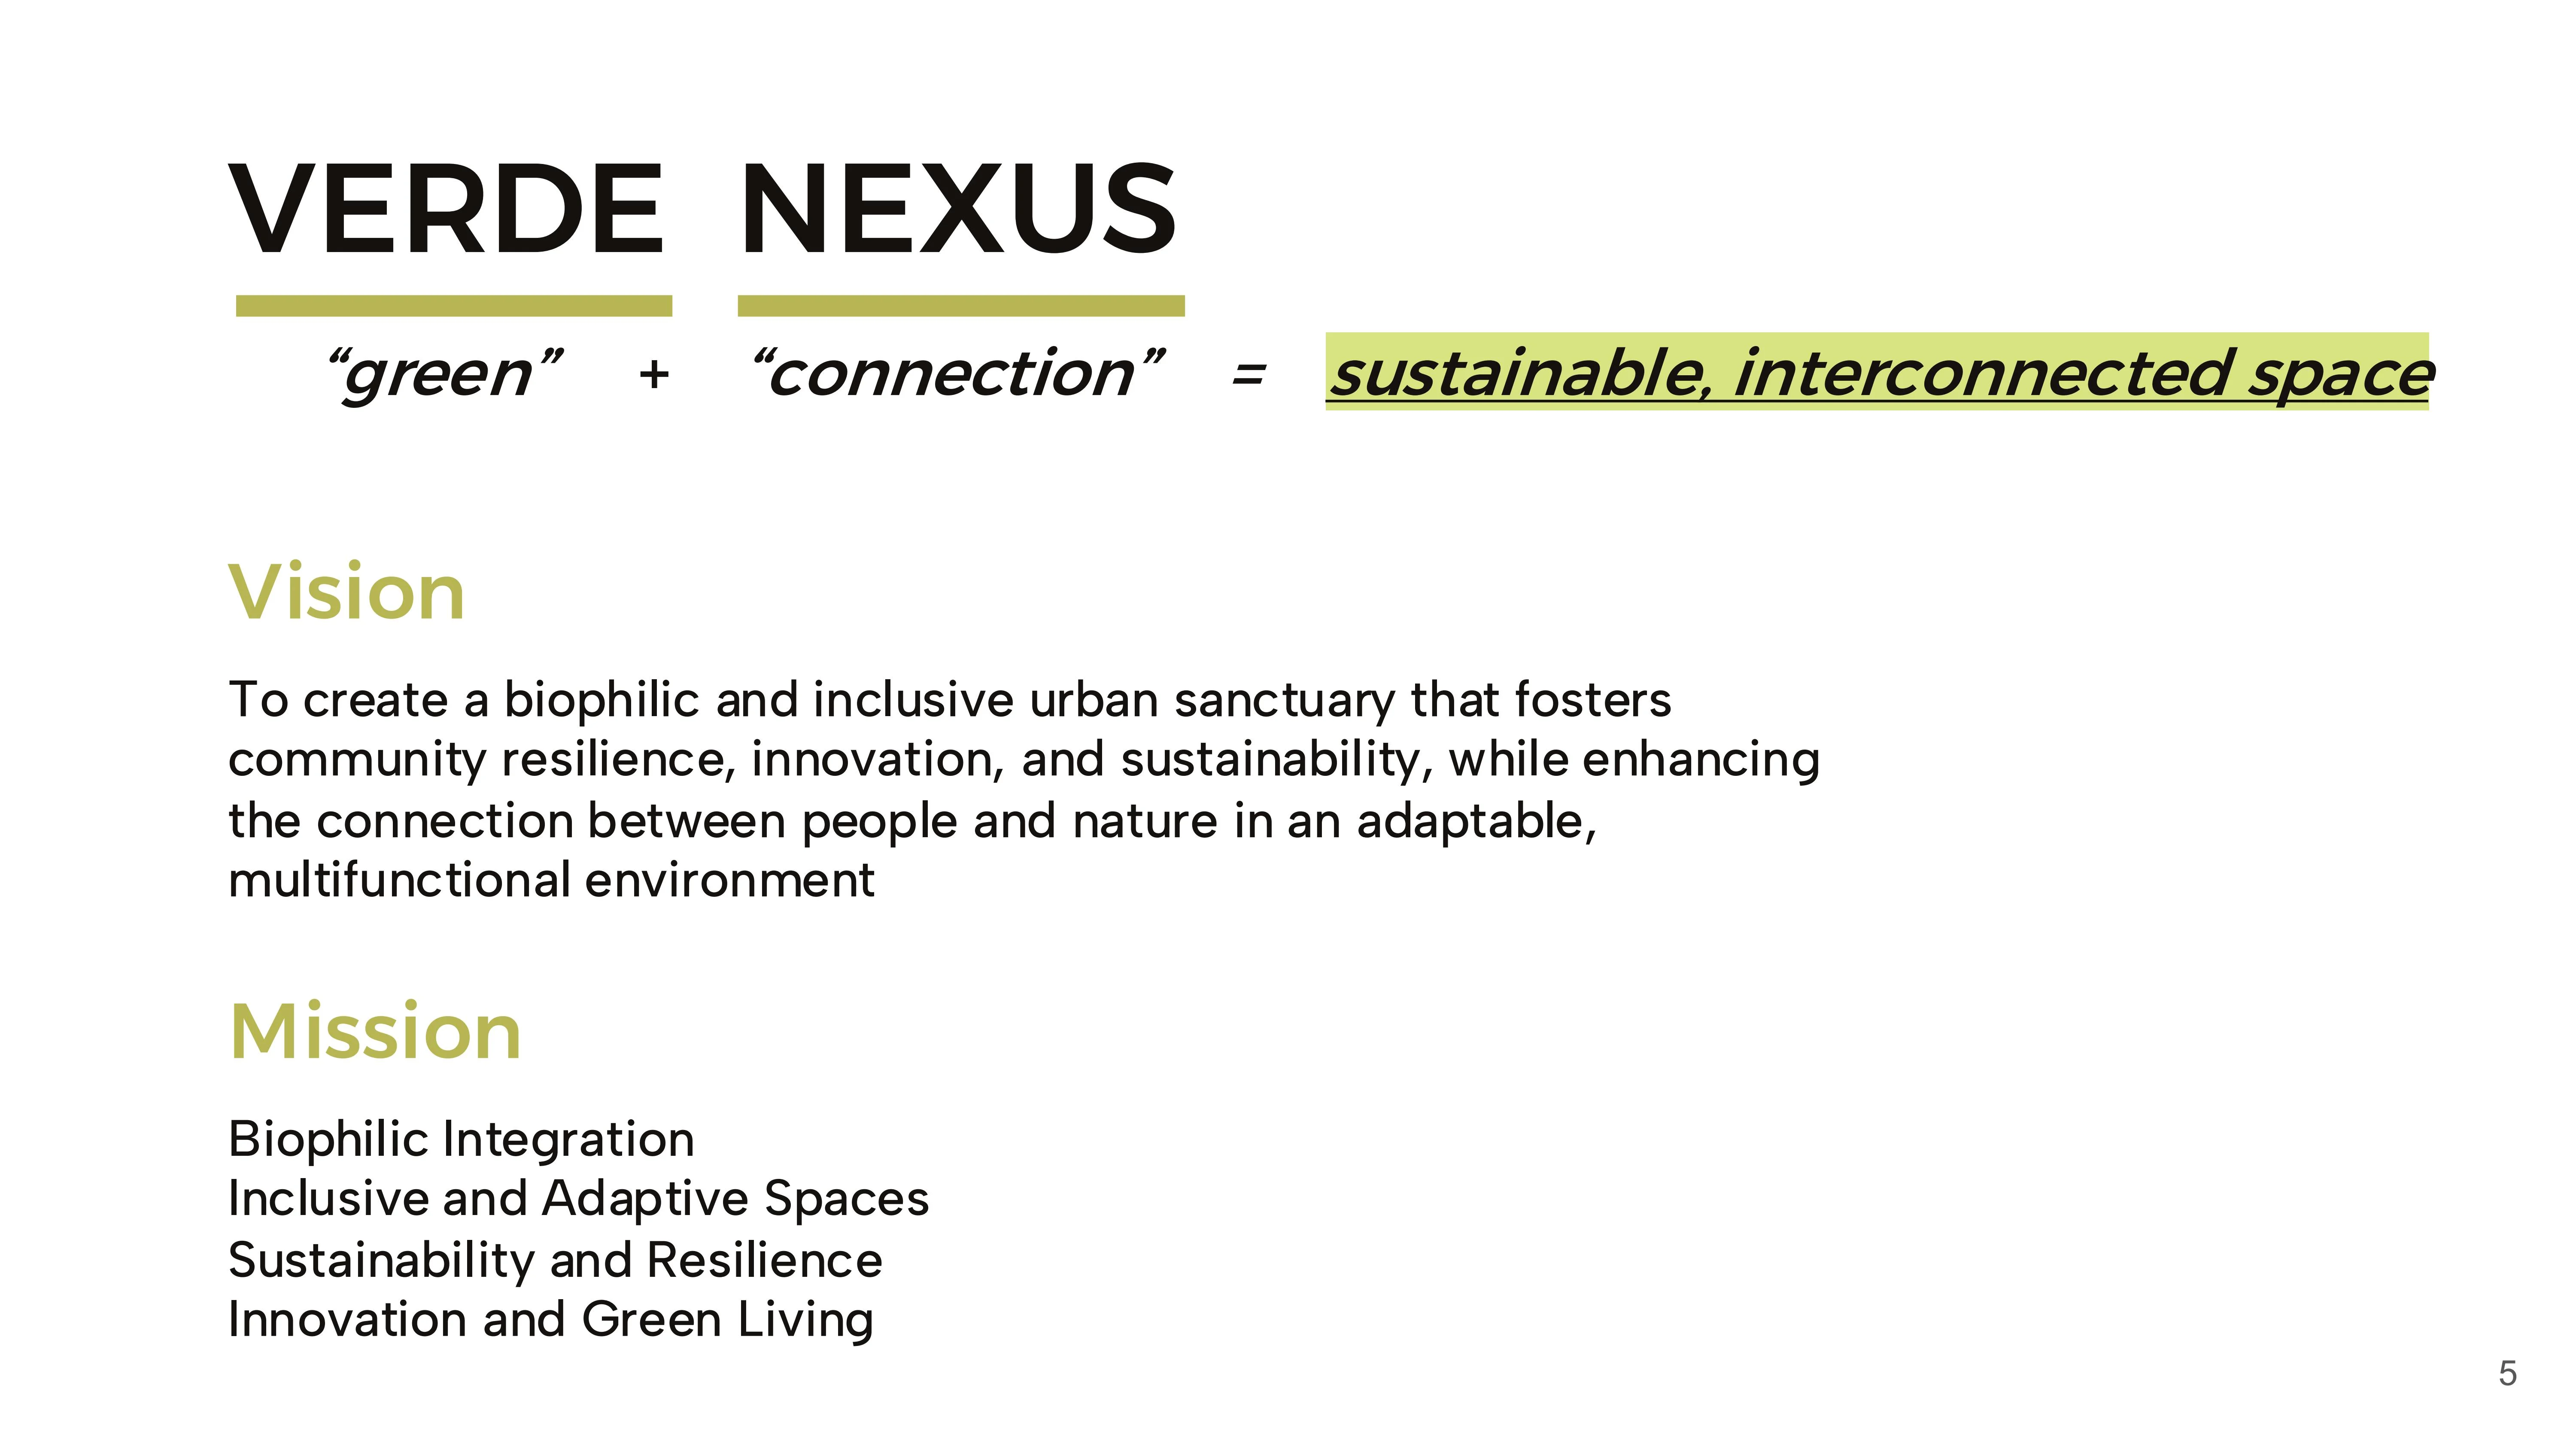 VERDE NEXUS
“green” + “connection” = sustainable, interconnected space
Vision
To create a biophilic and inclusive urban sanctuary that fosters
community resilience, innovation, and sustainability, while enhancing
the connection between people and nature in an adaptable,
multifunctional environment
Mission
Biophilic Integration
Inclusive and Adaptive Spaces
Sustainability and Resilience
Innovation and Green Living
5